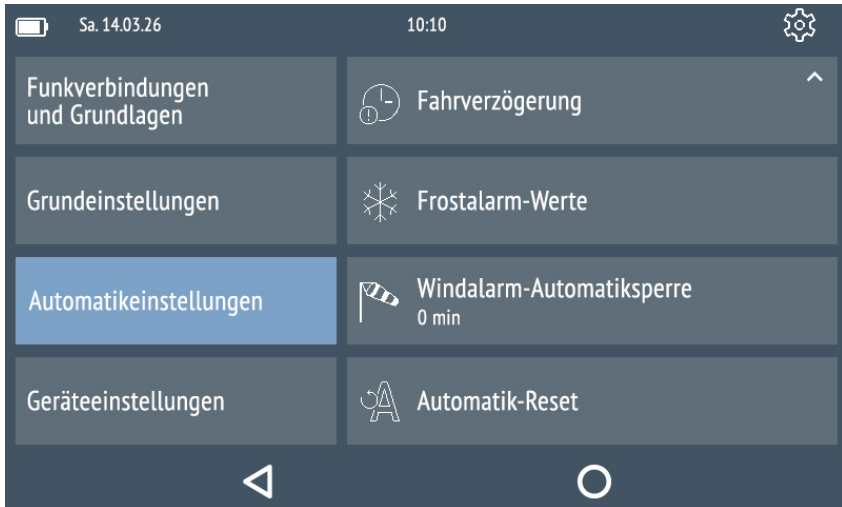 Sa. 14.03.26
10:10
Funkverbindungen
und Grundlagen
Fahrverzögerung
Grundeinstellungen
Frostalarm-Werte
Automatikeinstellungen
Windalarm-Automatiksperre
0 min
Geräteeinstellungen
Automatik-Reset